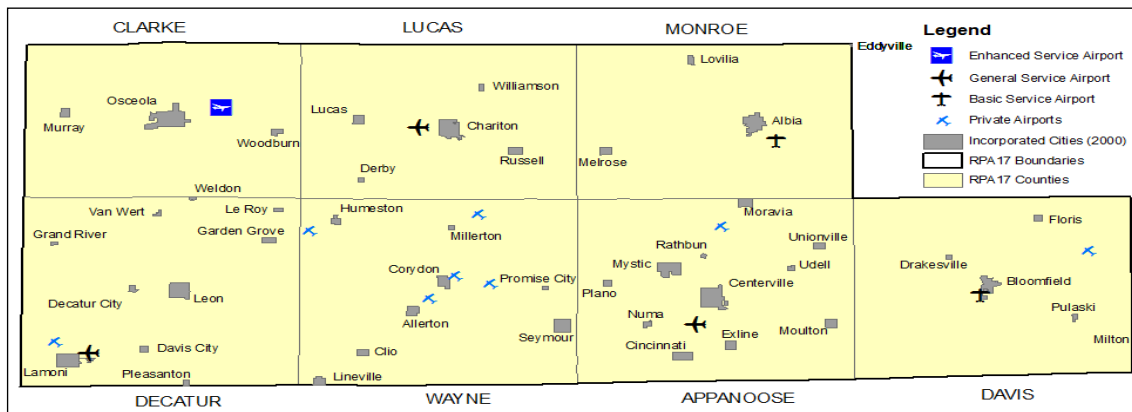 CLARKE
LUCAS
MONROE
Legend
Eddyville
Enhanced Service Airport
General Service Airport
Basic Service Airport
Private Airports
Incorporated Cities (2000)
RPA17 Boundaries
RPA17 Counties
Lovilia
Williamson
Osceola
Lucas
Murray
Chariton
Albia
Woodburn
Russell
Melrose
Derby
Weldon
Van Wert
Le Roy
Humeston
Moravia
Floris
Grand River
Garden Grove
Millerton
Unionville
Rathbun
Mystic
Udell
Drakesville
Corydon
Promise City
Centerville
Bloomfield
Decatur City
Leon
Plano
Allerton
Numa
Pulaski
Seymour
Exline
Moulton
Milton
Davis City
Clio
Cincinnati
Lamoni
Pleasanton
Lineville
DECATUR
WAYNE
APPANOOSE
DAVIS